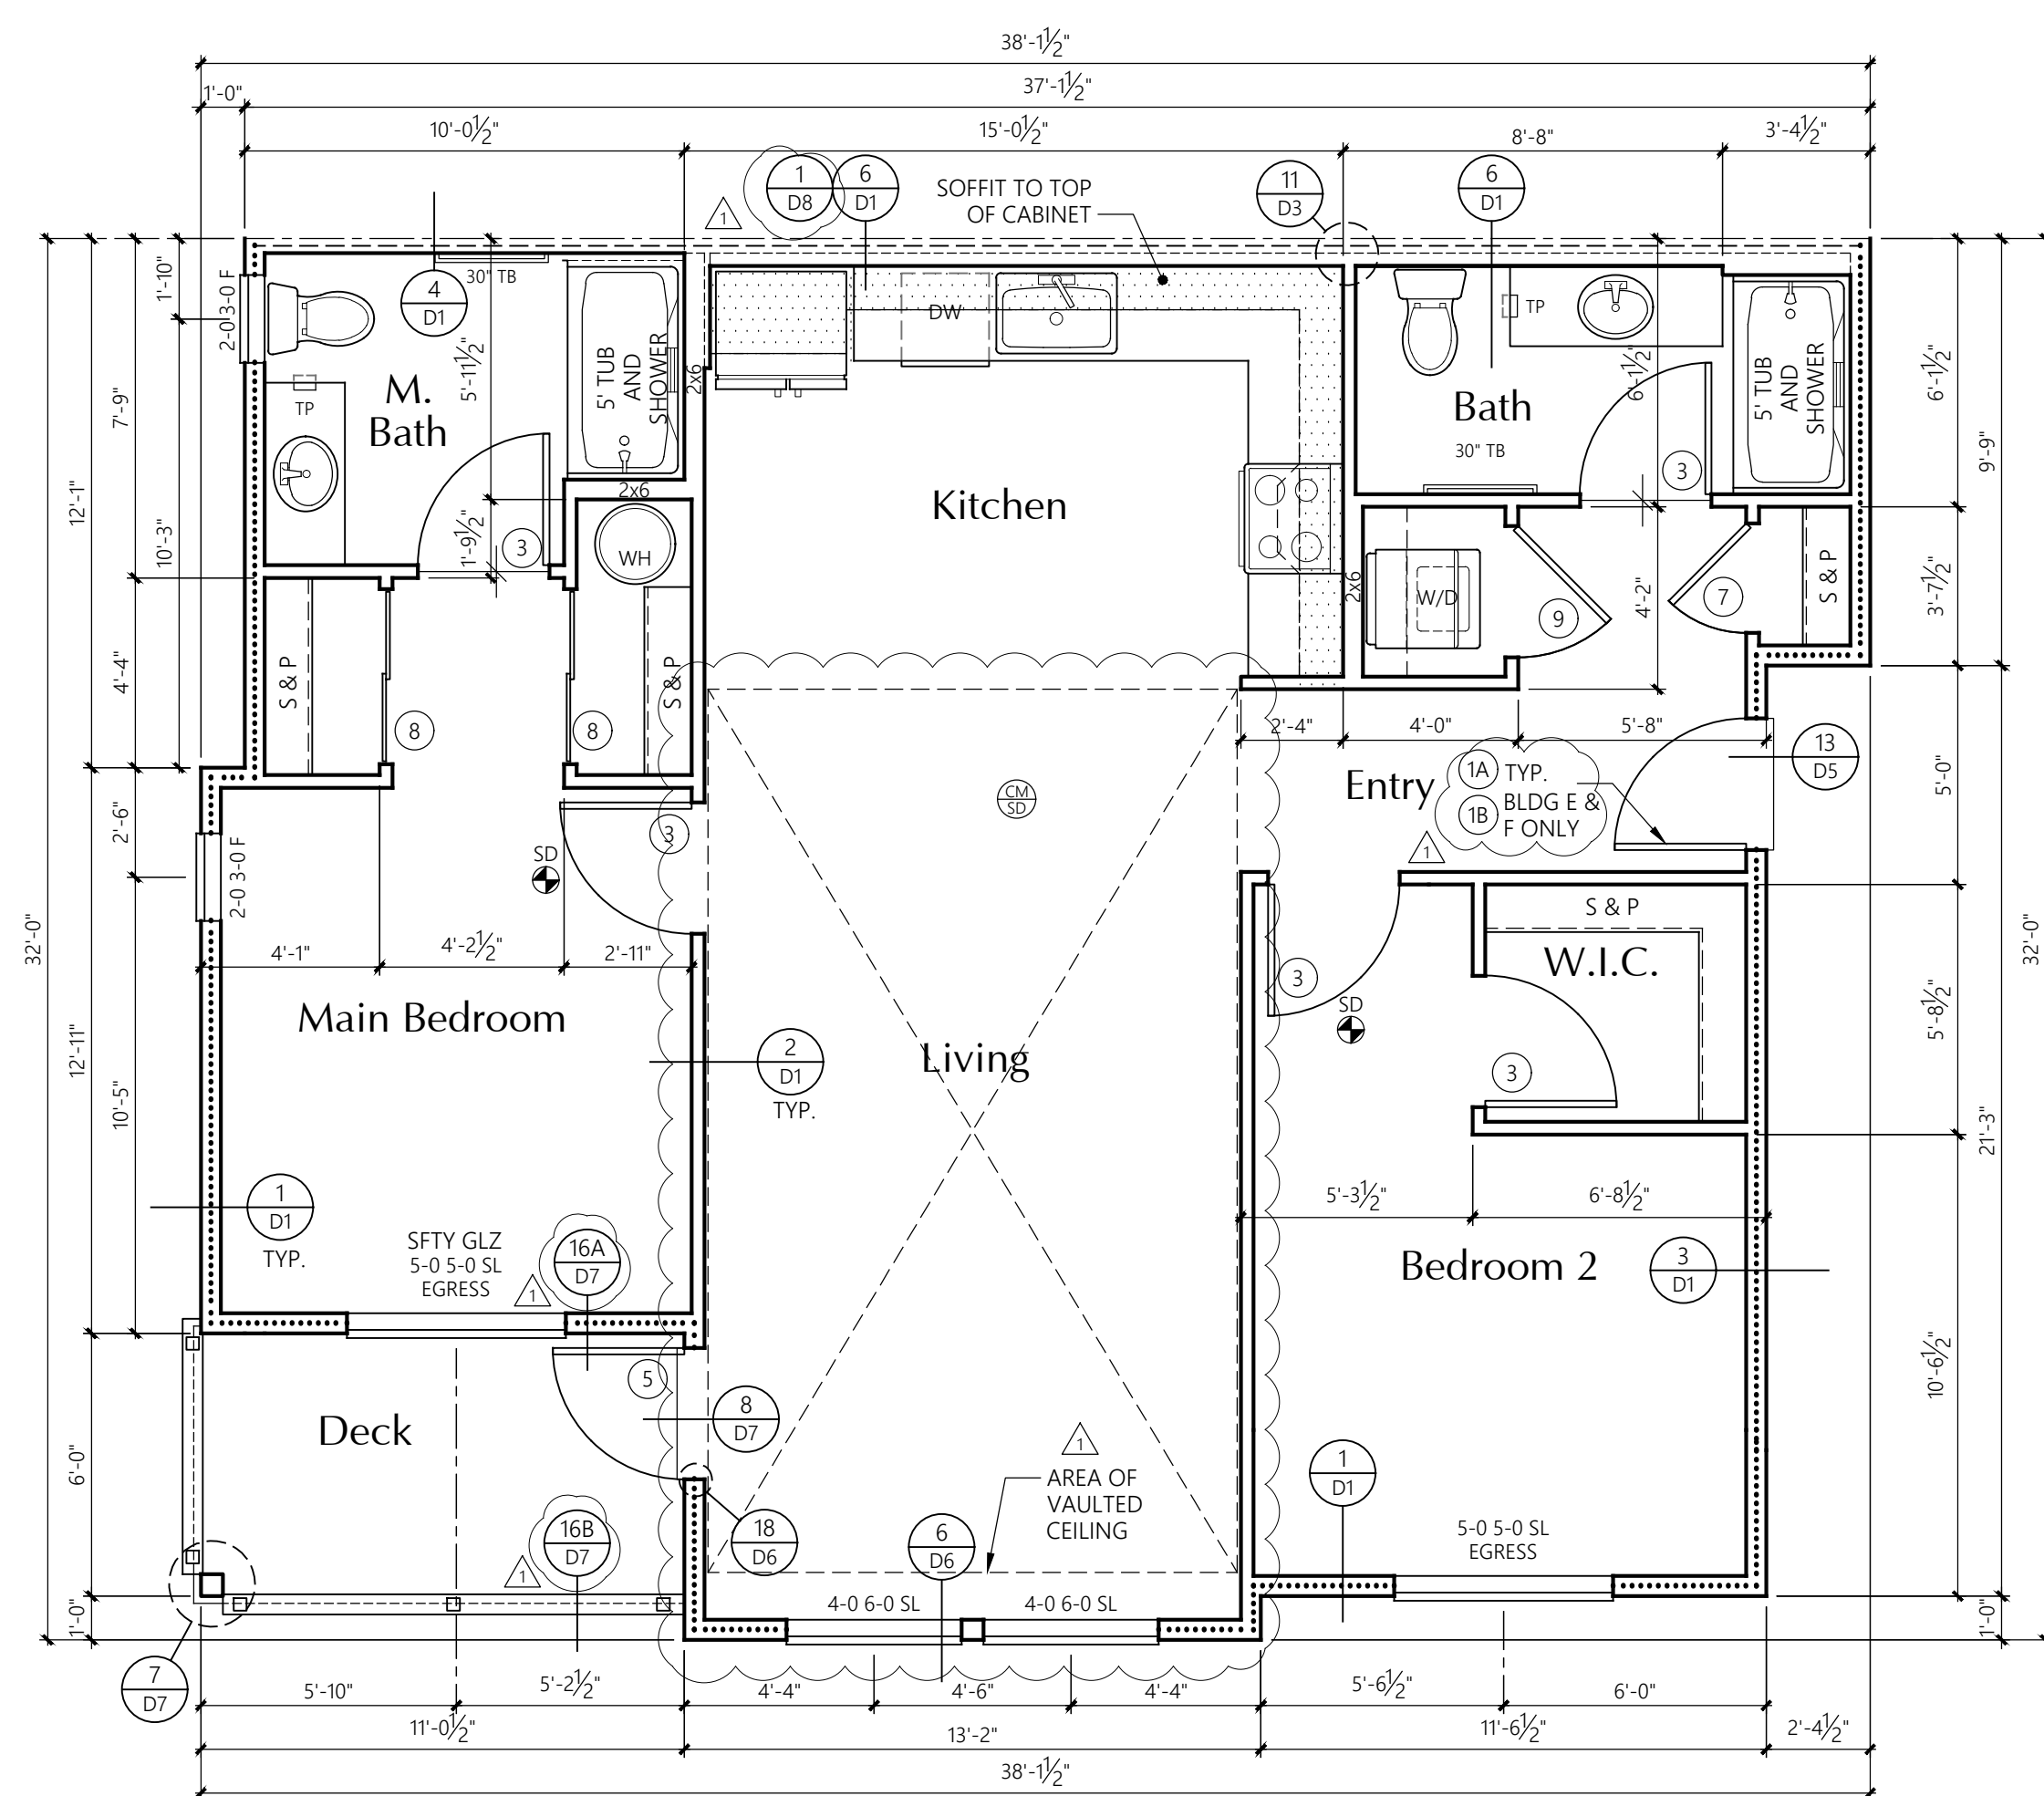 38'-1½"
37'-1½"
1'-0"
10'-0½"
15'-0½"
8'-8"
3'-4½"
1
D8
6
D1
SOFFIT TO TOP
OF CABINET
11
D3
6
D1
1
1'-10"
2-0 3-0 F
4
D1
30" TB
5'-11½"
5' TUB
AND
SHOWER
2x6
DW
TP
6'-1½"
5' TUB
AND
SHOWER
6'-1½"
7'-9"
TP
M.
Bath
Bath
30" TB
3
9'-9"
12'-1"
10'-3"
2x6
1'-9½"
3
WH
Kitchen
2x6
W/D
9
4'-2"
7
S & P
3'-7½"
4'-4"
S & P
8
8
S & P
2'-4"
4'-0"
5'-8"
13
D5
Entry
1A
TYP.
1B
BLDG E &
F ONLY
1
5'-0"
CM
SD
2'-6"
2-0 3-0 F
3
SD
32'-0"
32'-0"
4'-1"
4'-2½"
2'-11"
S & P
W.I.C.
3
SD
5'-8½"
Main Bedroom
Living
2
D1
TYP.
3
12'-11"
10'-5"
21'-3"
5'-3½"
6'-8½"
1
D1
TYP.
SFTY GLZ
5-0 5-0 SL
EGRESS
1
16A
D7
Bedroom 2
3
D1
5
8
D7
10'-6½"
Deck
1
AREA OF
VAULTED
CEILING
1
D1
6'-0"
16B
D7
1
18
D6
6
D6
5-0 5-0 SL
EGRESS
4-0 6-0 SL
4-0 6-0 SL
1'-0"
1'-0"
7
D7
5'-10"
5'-2½"
4'-4"
4'-6"
4'-4"
5'-6½"
6'-0"
11'-0½"
13'-2"
11'-6½"
2'-4½"
38'-1½"